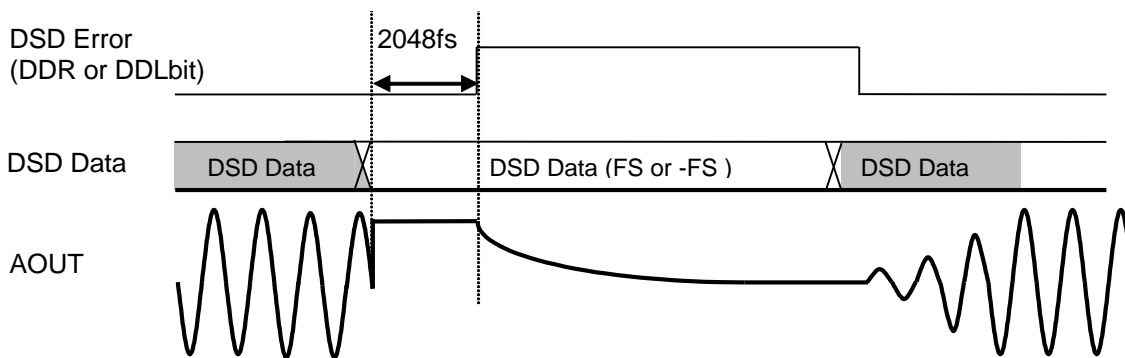 DSD Error
(DDR or DDLbit)
2048fs
DSD Data
DSD Data
DSD Data (FS or -FS )
DSD Data
AOUT